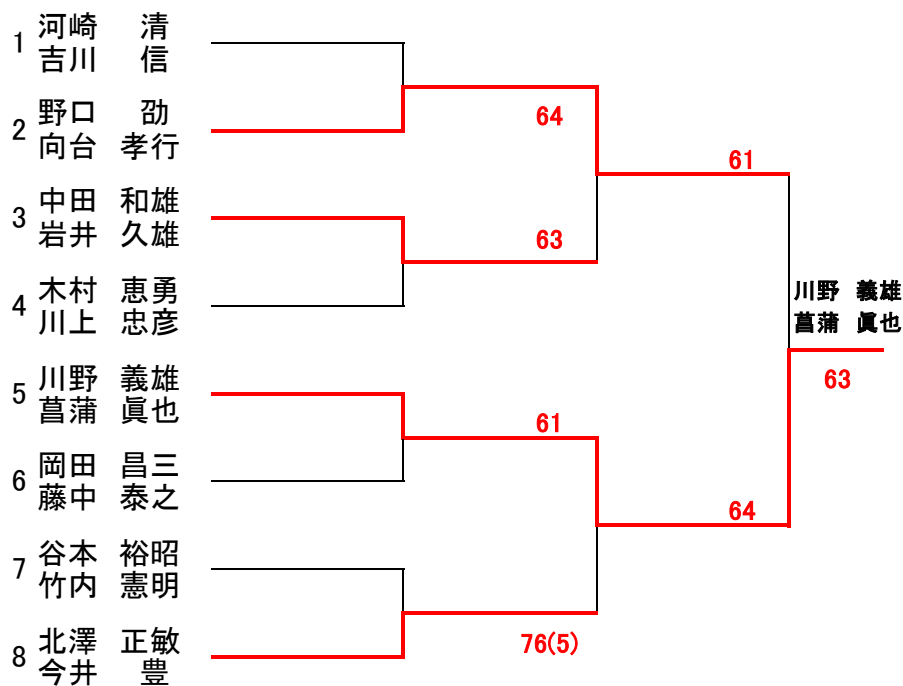 1 河崎 清
吉川 信
2 野口 劭
向台 孝行
64
61
3 中田 和雄
岩井 久雄
63
4 木村 恵勇
川上 忠彦
川野 義雄
菖蒲 眞也
63
5 川野 義雄
菖蒲 眞也
61
6 岡田 昌三
藤中 泰之
64
7 谷本 裕昭
竹内 憲明
8 北澤 正敏
今井 豊
76(5)